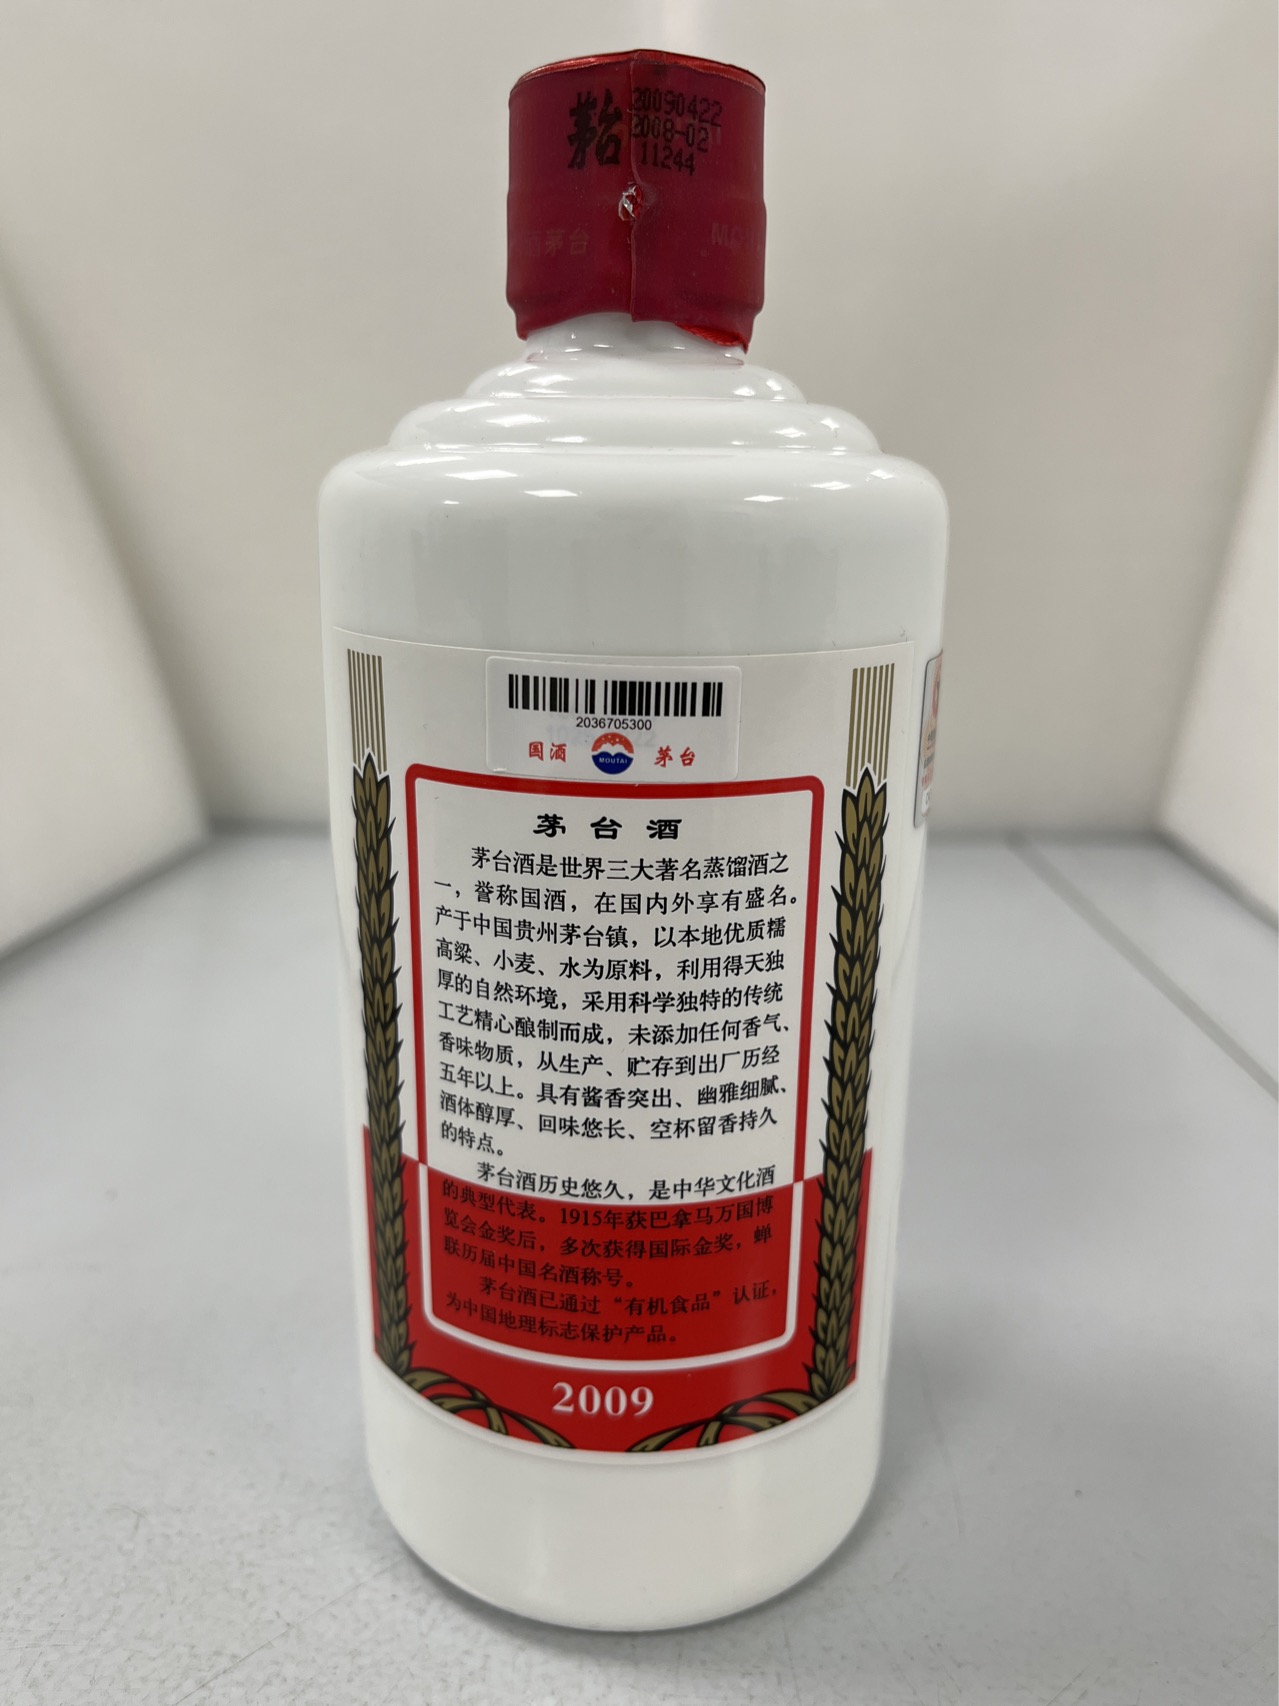 茅台
20090422
2008-02
11244
茅台
2036705300
国酒
MOUTAI
茅台
茅台酒
茅台酒是世界三大著名蒸馏酒之
一，誉称国酒，在国内外享有盛名。
产于中国贵州茅台镇，以本地优质糯
高粱、小麦、水为原料，利用得天独
厚的自然环境，采用科学独特的传统
工艺精心酿制而成，未添加任何香气、
香味物质，从生产、贮存到出厂历经
五年以上。具有酱香突出、幽雅细腻、
酒体醇厚、回味悠长、空杯留香持久
的特点。
茅台酒历史悠久，是中华文化酒
的典型代表。1915年获巴拿马万国博
览会金奖后，多次获得国际金奖，蝉
联历届中国名酒称号。
茅台酒已通过“有机食品”认证，
为中国地理标志保护产品。
2009